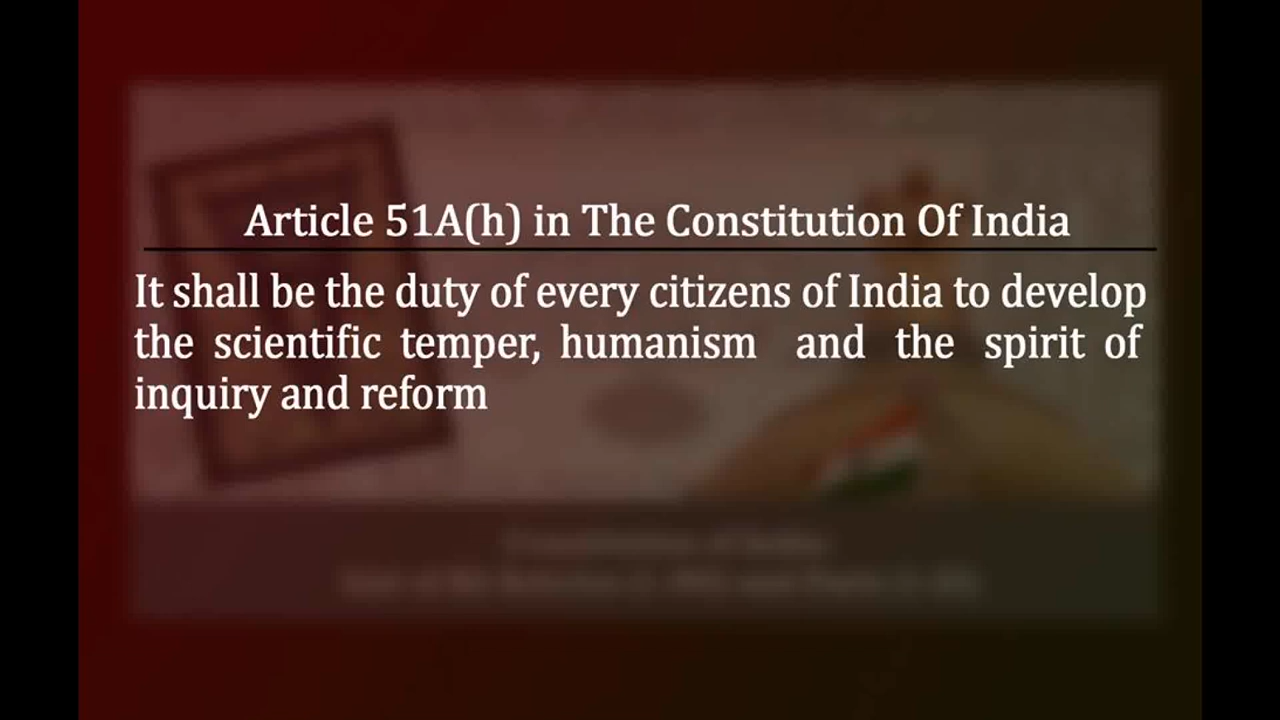 Article 51A(h) in The Constitution Of India
It shall be the duty of every citizens of India to develop
the scientific temper, humanism and the spirit of
inquiry and reform